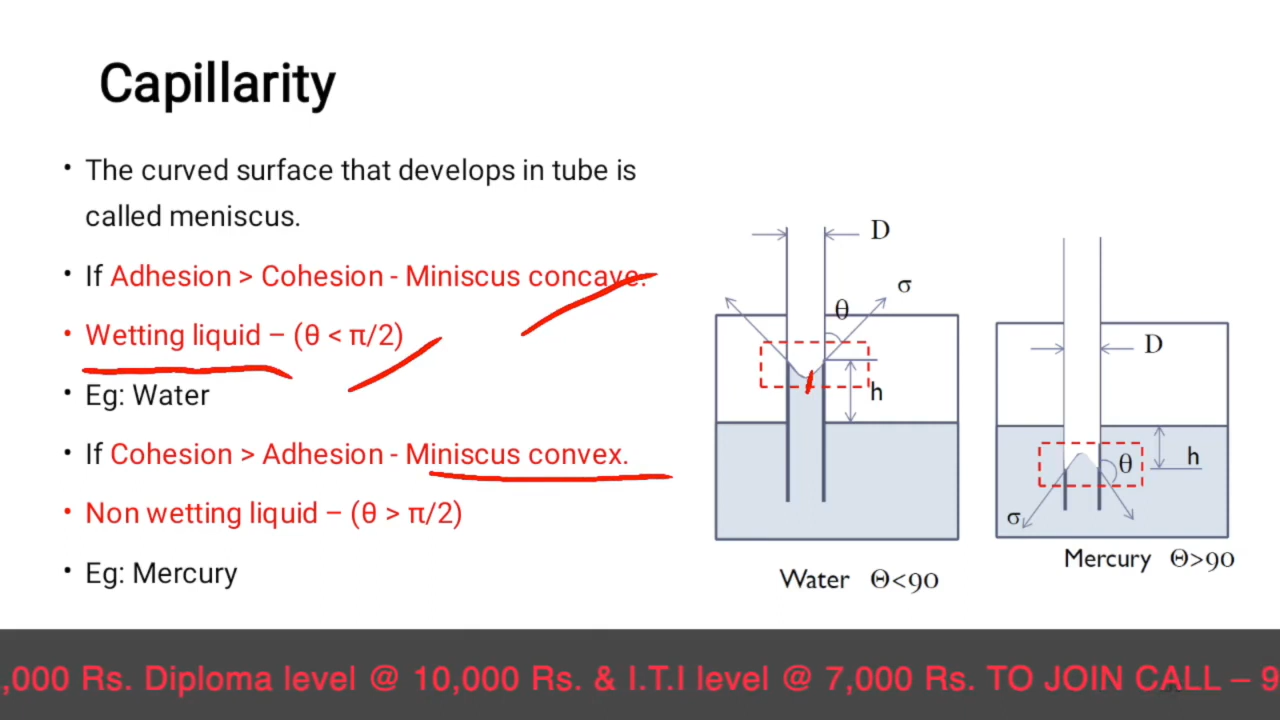 Capillarity
• The curved surface that develops in tube is
called meniscus.
• If Adhesion > Cohesion - Miniscus concave.
• Wetting liquid – (θ < π/2)
• Eg: Water
• If Cohesion > Adhesion - Miniscus convex.
• Non wetting liquid – (θ > π/2)
• Eg: Mercury
D
σ
θ
h
Water Θ<90
D
h
θ
σ
Mercury Θ>90
,000 Rs. Diploma level @ 10,000 Rs. & I.T.I level @ 7,000 Rs. TO JOIN CALL – 9